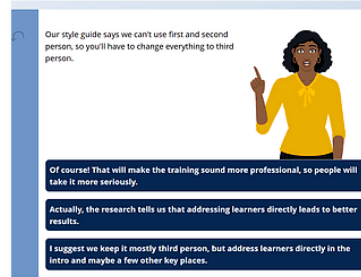 Our style guide says we can't use first and second
person, so you'll have to change everything to third
person.
Of course! That will make the training sound more professional, so people will
take it more seriously.
Actually, the research tells us that addressing learners directly leads to better
results.
I suggest we keep it mostly third person, but address learners directly in the
intro and maybe a few other key places.